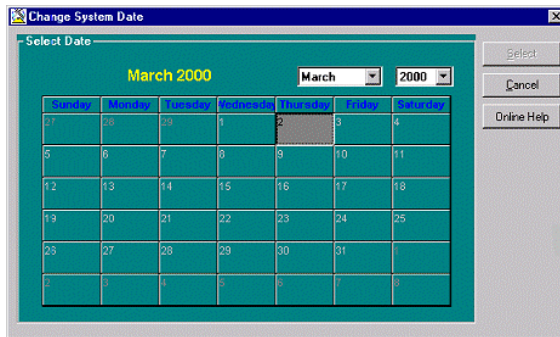 Change System Date
Select Date
March 2000 March 2000
Select
Cancel
Online Help
Sunday Monday Tuesday Wednesday Thursday Friday Saturday
27 28 29 1 2 3 4
5 6 7 8 9 10 11
12 13 14 15 16 17 18
19 20 21 22 23 24 25
26 27 28 29 30 31 1
2 3 4 5 6 7 8